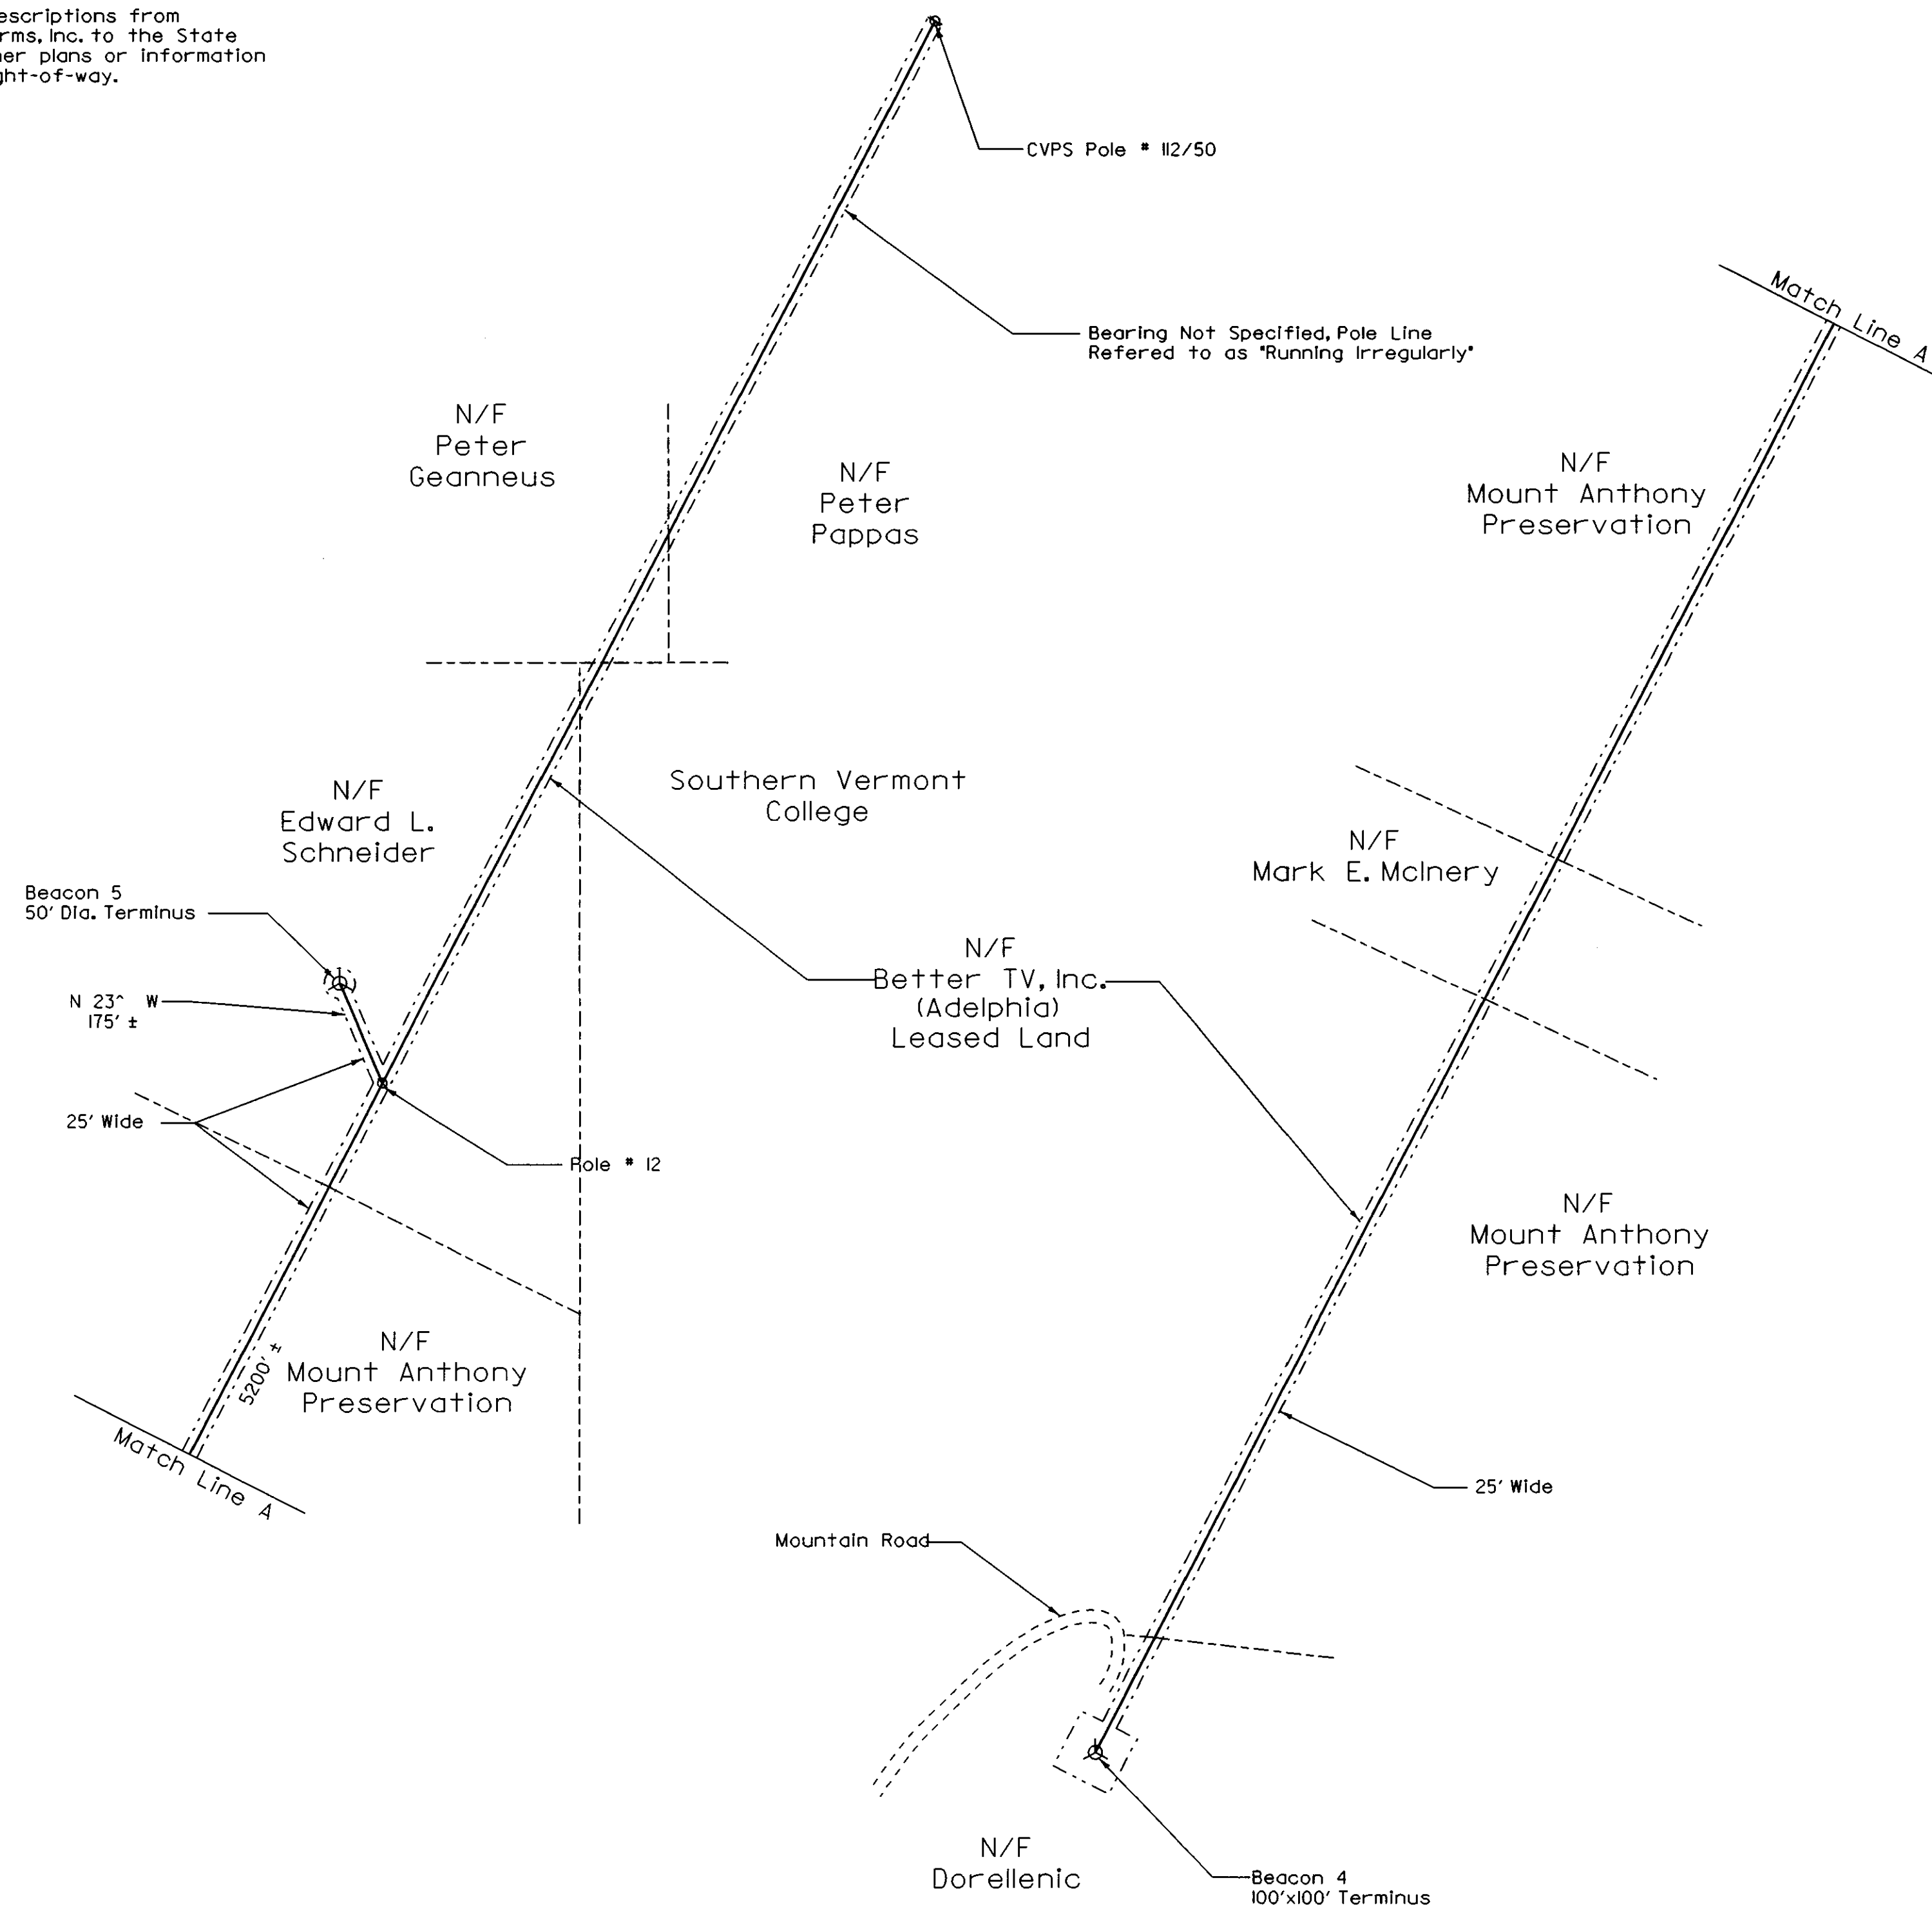 escriptions from
rms, Inc. to the State
her plans or information
ght-of-way.
CVPS Pole # 112/50
Bearing Not Specified, Pole Line
Refered to as "Running Irregularly"
Match Line A
N/F
Peter
Geanneus
N/F
Peter
Pappas
N/F
Mount Anthony
Preservation
N/F
Edward L.
Schneider
Southern Vermont
College
N/F
Mark E. McInery
Beacon 5
50' Dia. Terminus
N 23^ W
175' ±
N/F
Better TV, Inc.
(Adelphia)
Leased Land
25' Wide
Pole # 12
N/F
Mount Anthony
Preservation
5200' ±
N/F
Mount Anthony
Preservation
Match Line A
25' Wide
Mountain Road
N/F
Dorellenic
Beacon 4
100'x100' Terminus